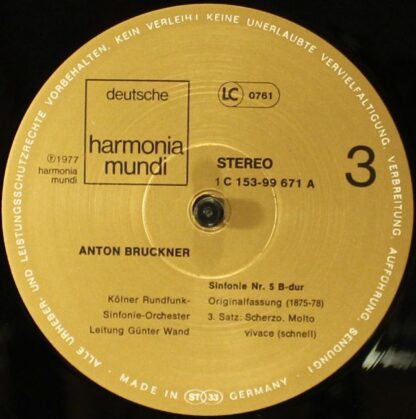 ALLE URHEBER- UND LEISTUNGSSCHUTZRECHTE VORBEHALTEN. KEIN VERLEIH! KEINE UNERLAUBTE VERVIELFÄLTIGUNG, VERBREITUNG, AUFFÜHRUNG, SENDUNG!
deutsche
harmonia
mundi
LC 0761
℗ 1977
harmonia
mundi
STEREO
1 C 153-99 671 A
3
ANTON BRUCKNER
Sinfonie Nr. 5 B-dur
Kölner Rundfunk- Originalfassung (1875-78)
Sinfonie-Orchester 3. Satz: Scherzo. Molto
Leitung Günter Wand vivace (schnell)
· MADE IN ST 33 GERMANY ·